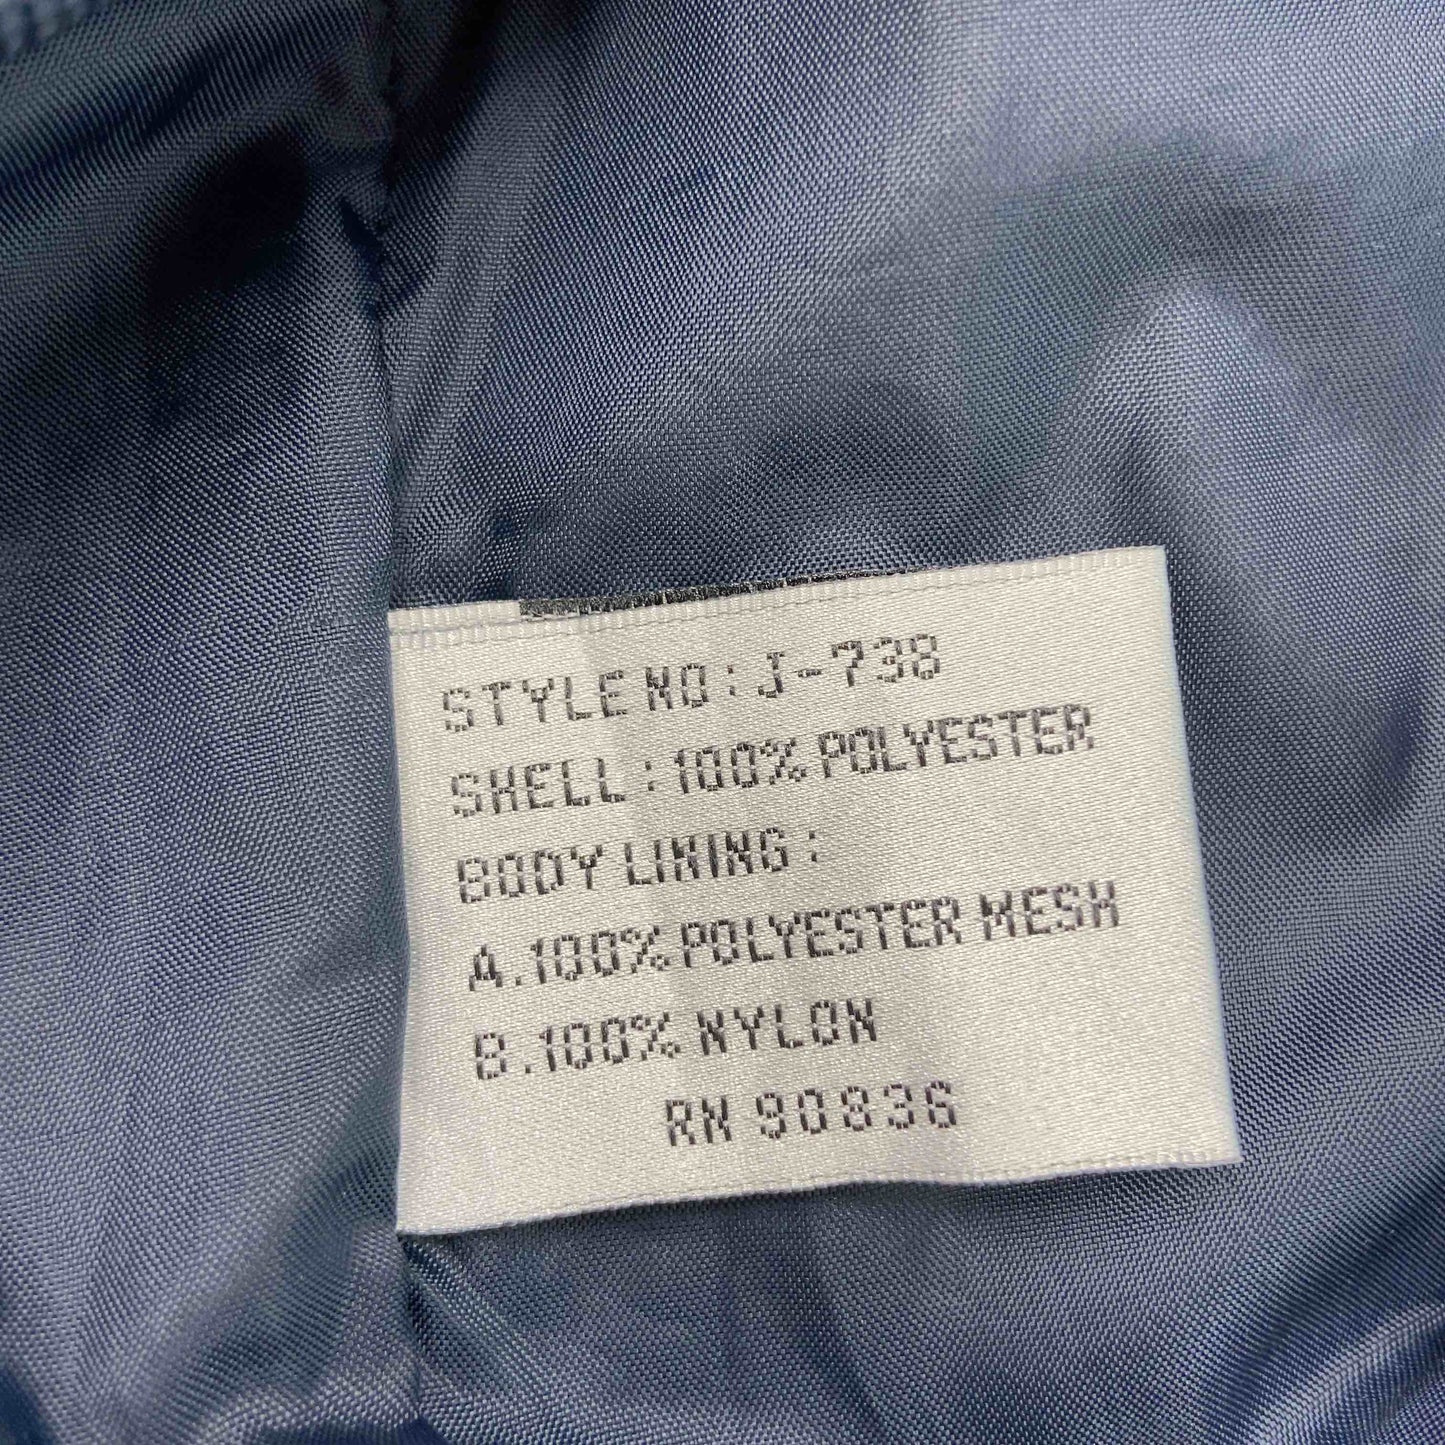 STYLE NO: J-738
SHELL: 100% POLYESTER
BODY LINING:
A.100% POLYESTER MESH
B.100% NYLON
RN 90836